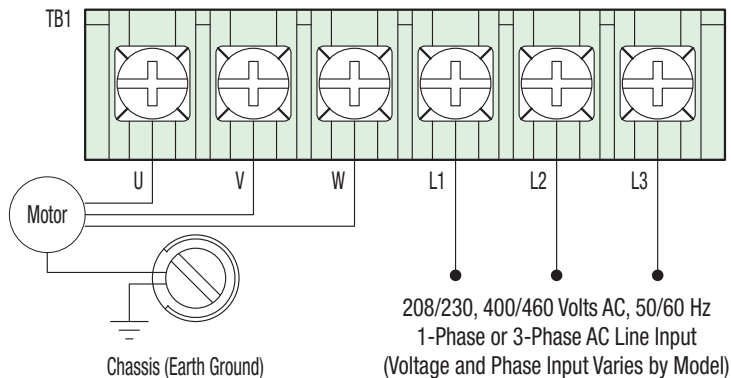 TB1
U
V
W
L1
L2
L3
Motor
208/230, 400/460 Volts AC, 50/60 Hz
1-Phase or 3-Phase AC Line Input
(Voltage and Phase Input Varies by Model)
Chassis (Earth Ground)